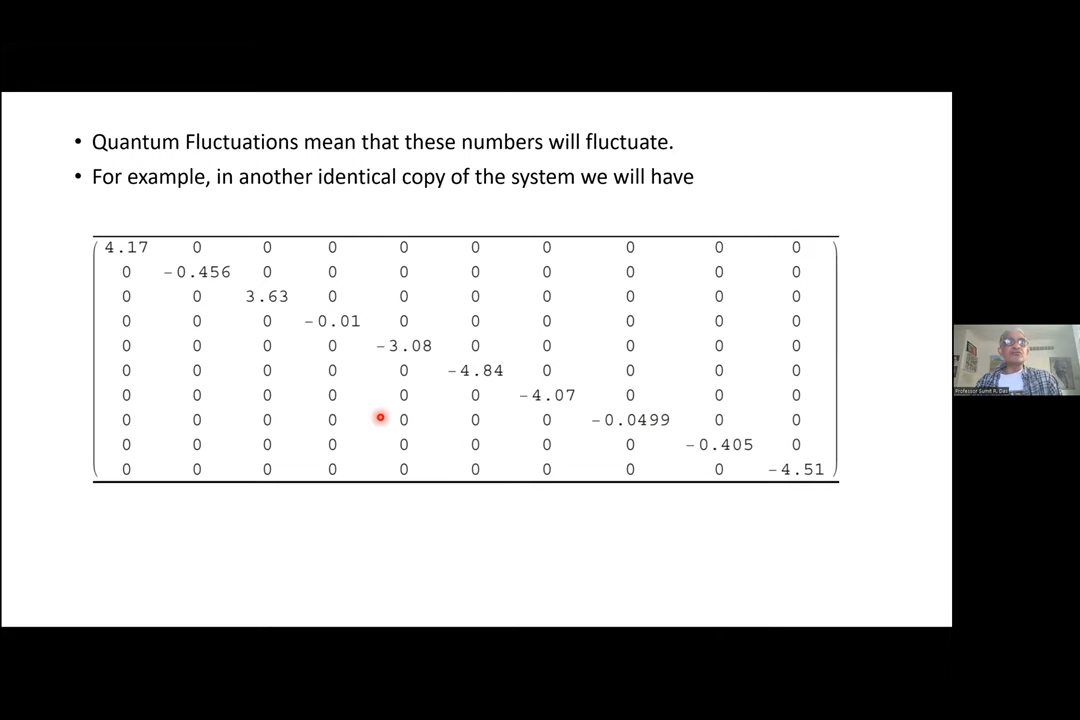 • Quantum Fluctuations mean that these numbers will fluctuate.
• For example, in another identical copy of the system we will have
4.17 0 0 0 0 0 0 0 0 0
0 -0.456 0 0 0 0 0 0 0 0
0 0 3.63 0 0 0 0 0 0 0
0 0 0 -0.01 0 0 0 0 0 0
0 0 0 0 -3.08 0 0 0 0 0
0 0 0 0 0 -4.84 0 0 0 0
0 0 0 0 0 0 -4.07 0 0 0
0 0 0 0 0 0 0 -0.0499 0 0
0 0 0 0 0 0 0 0 -0.405 0
0 0 0 0 0 0 0 0 0 -4.51
Professor Sumit R. Das